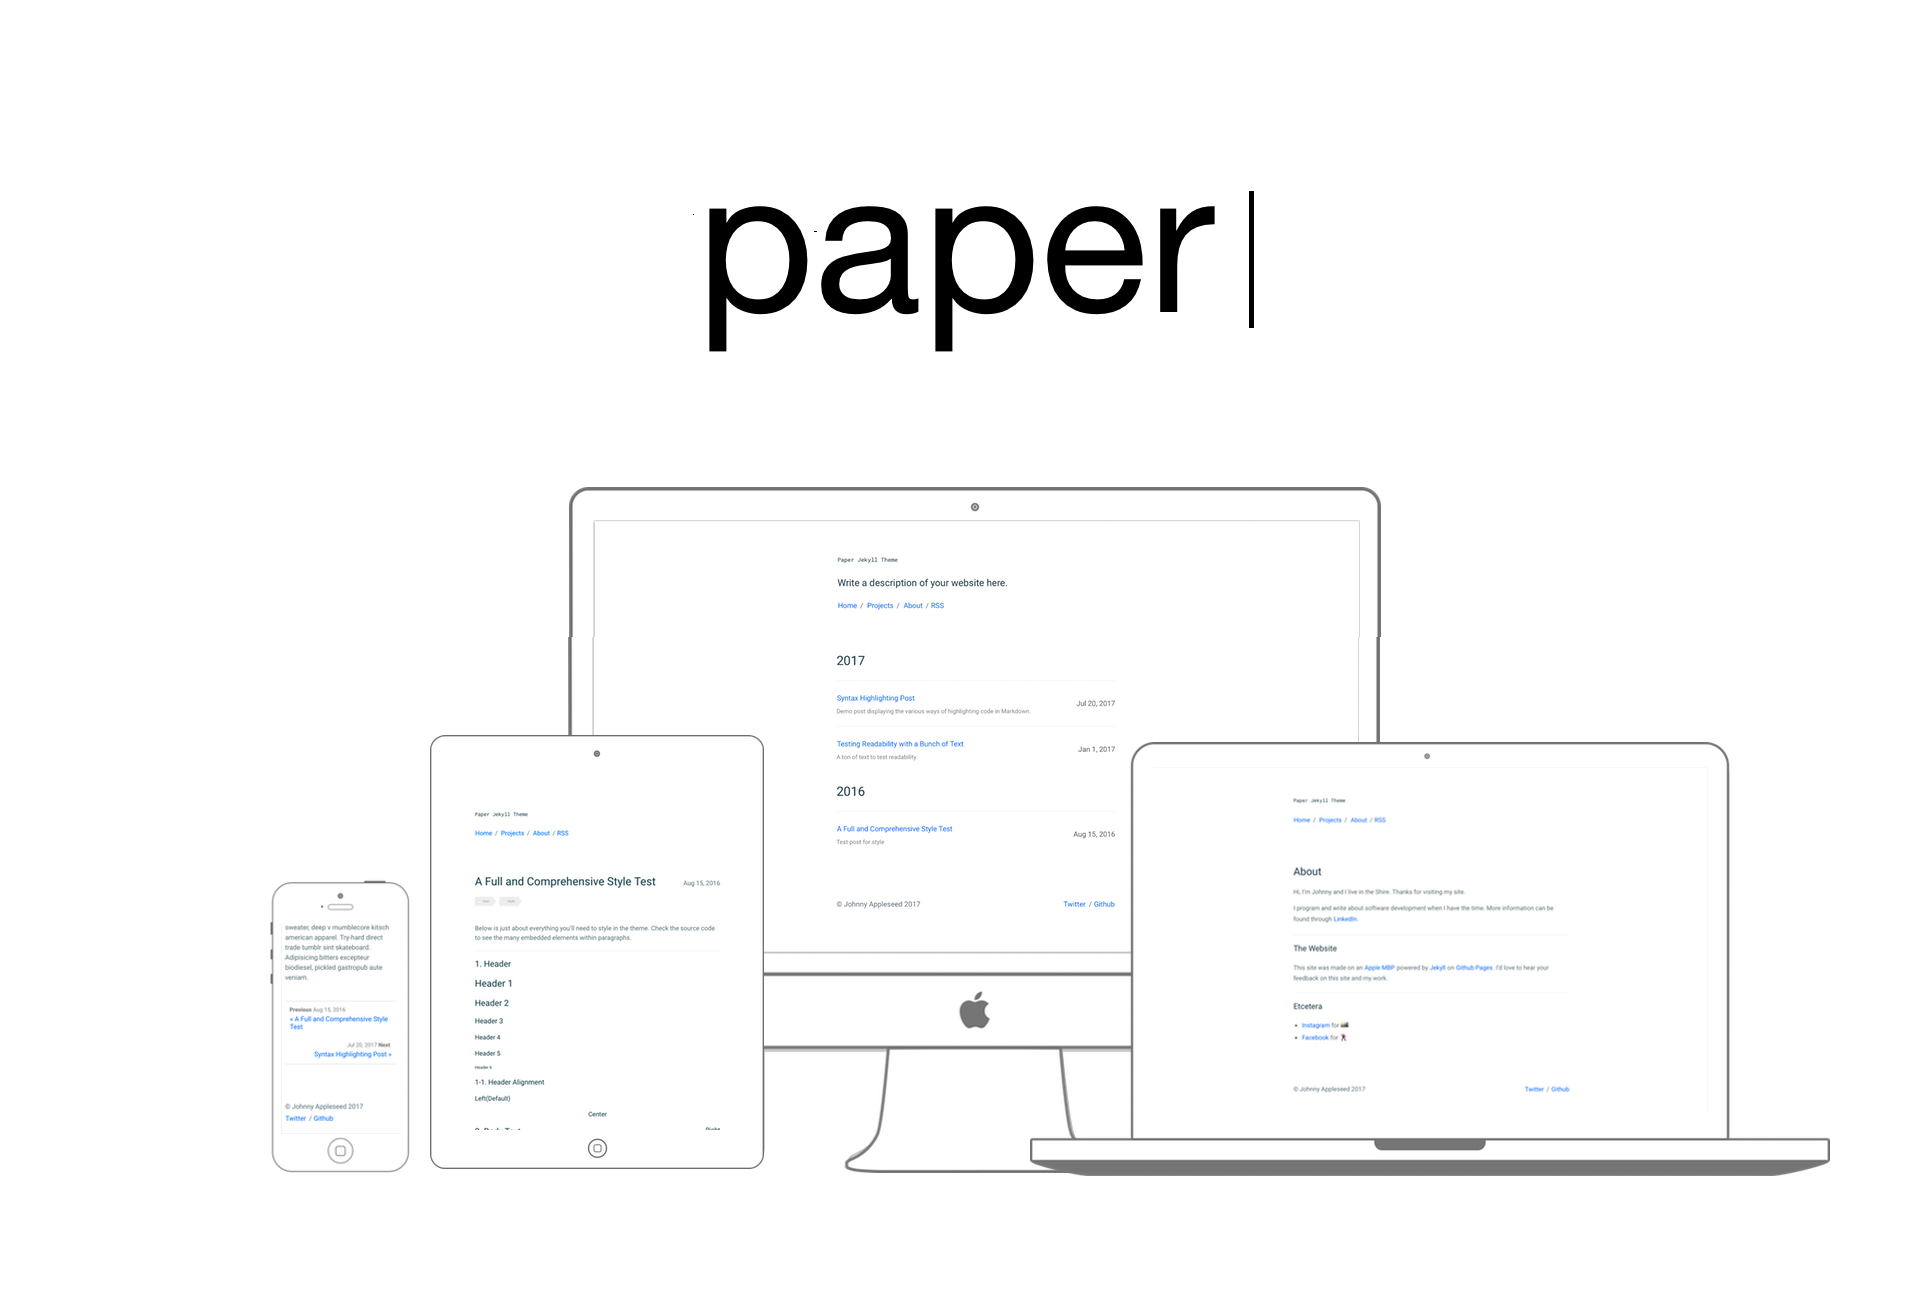 paper|
Paper Jekyll Theme
Write a description of your website here.
Home / Projects / About / RSS
2017
Syntax Highlighting Post
Jul 20, 2017
Demo post displaying the various ways of highlighting code in Markdown.
Testing Readability with a Bunch of Text
Jan 1, 2017
A ton of text to test readability.
2016
A Full and Comprehensive Style Test
Aug 15, 2016
Test post for style
© Johnny Appleseed 2017
Twitter / Github
Paper Jekyll Theme
Home / Projects / About / RSS
A Full and Comprehensive Style Test
Aug 15, 2016
Below is just about everything you'll need to style in the theme. Check the source code
to see the many embedded elements within paragraphs.
1. Header
Header 1
Header 2
Header 3
Header 4
Header 5
Header 6
1-1. Header Alignment
Left(Default)
Center
Right
sweater, deep v mumblecore kitsch
american apparel. Try-hard direct
trade tumblr sint skateboard.
Adipisicing bitters excepteur
biodiesel, pickled gastropub aute
veniam.
Previous Aug 15, 2016
« A Full and Comprehensive Style
Test
Jul 20, 2017 Next
Syntax Highlighting Post »
© Johnny Appleseed 2017
Twitter / Github
Paper Jekyll Theme
Home / Projects / About / RSS
About
Hi, I'm Johnny and I live in the Shire. Thanks for visiting my site.
I program and write about software development when I have the time. More information can be
found through LinkedIn.
The Website
This site was made on an Apple MBP powered by Jekyll on Github Pages. I'd love to hear your
feedback on this site and my work.
Etcetera
• Instagram for
• Facebook for
© Johnny Appleseed 2017
Twitter / Github